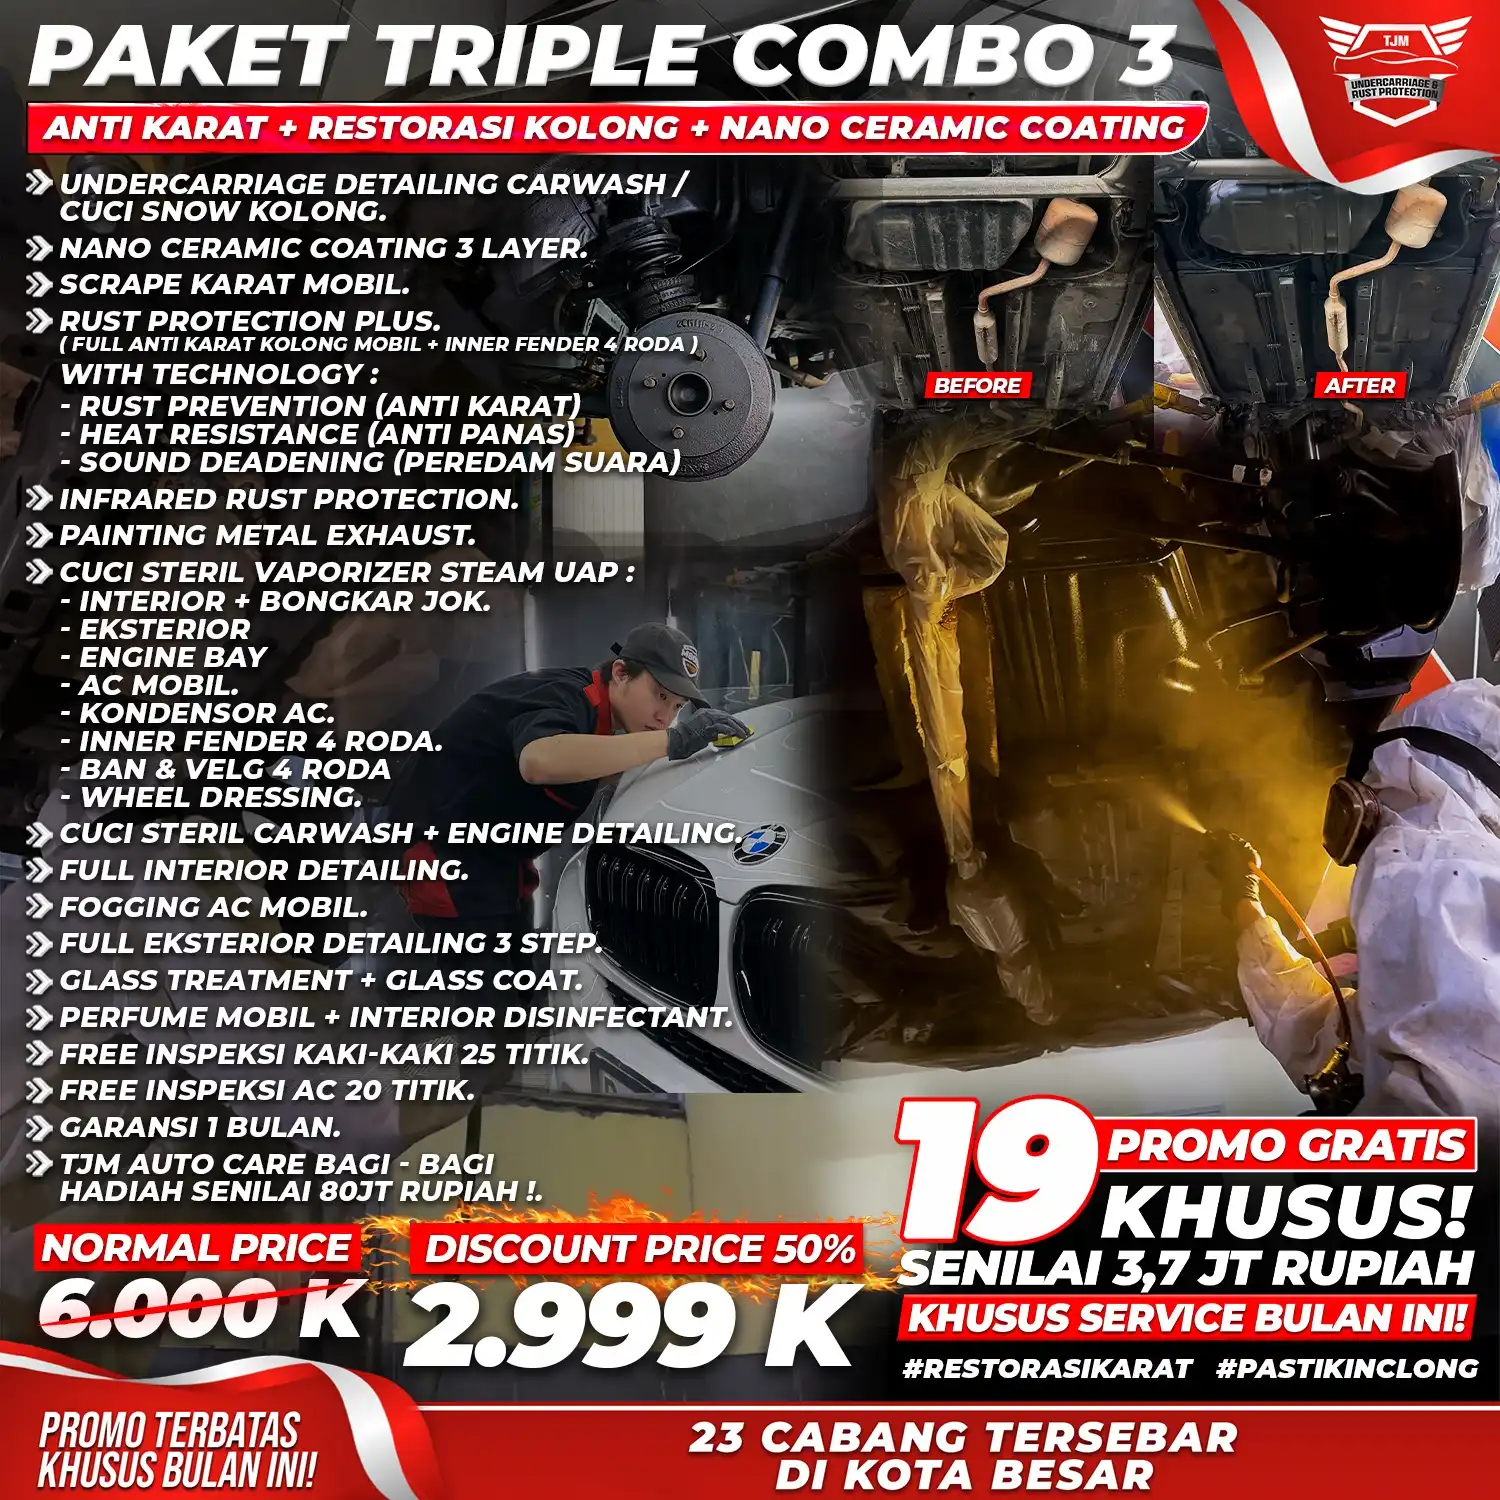 PAKET TRIPLE COMBO 3
TJM
UNDERCARRIAGE &
RUST PROTECTION
ANTI KARAT + RESTORASI KOLONG + NANO CERAMIC COATING
UNDERCARRIAGE DETAILING CARWASH /
CUCI SNOW KOLONG.
NANO CERAMIC COATING 3 LAYER.
SCRAPE KARAT MOBIL.
RUST PROTECTION PLUS.
( FULL ANTI KARAT KOLONG MOBIL + INNER FENDER 4 RODA )
WITH TECHNOLOGY :
- RUST PREVENTION (ANTI KARAT)
- HEAT RESISTANCE (ANTI PANAS)
- SOUND DEADENING (PEREDAM SUARA)
BEFORE
AFTER
INFRARED RUST PROTECTION.
PAINTING METAL EXHAUST.
CUCI STERIL VAPORIZER STEAM UAP :
- INTERIOR + BONGKAR JOK.
- EKSTERIOR
- ENGINE BAY
- AC MOBIL.
- KONDENSOR AC.
- INNER FENDER 4 RODA.
- BAN & VELG 4 RODA
- WHEEL DRESSING.
CUCI STERIL CARWASH + ENGINE DETAILING.
FULL INTERIOR DETAILING.
FOGGING AC MOBIL.
FULL EKSTERIOR DETAILING 3 STEP.
GLASS TREATMENT + GLASS COAT.
PERFUME MOBIL + INTERIOR DISINFECTANT.
FREE INSPEKSI KAKI-KAKI 25 TITIK.
FREE INSPEKSI AC 20 TITIK.
GARANSI 1 BULAN.
TJM AUTO CARE BAGI - BAGI
HADIAH SENILAI 80JT RUPIAH !.
NORMAL PRICE
6.000 K
DISCOUNT PRICE 50%
2.999 K
19 PROMO GRATIS
KHUSUS!
SENILAI 3,7 JT RUPIAH
KHUSUS SERVICE BULAN INI!
#RESTORASIKARAT #PASTIKINCLONG
PROMO TERBATAS
KHUSUS BULAN INI!
23 CABANG TERSEBAR
DI KOTA BESAR